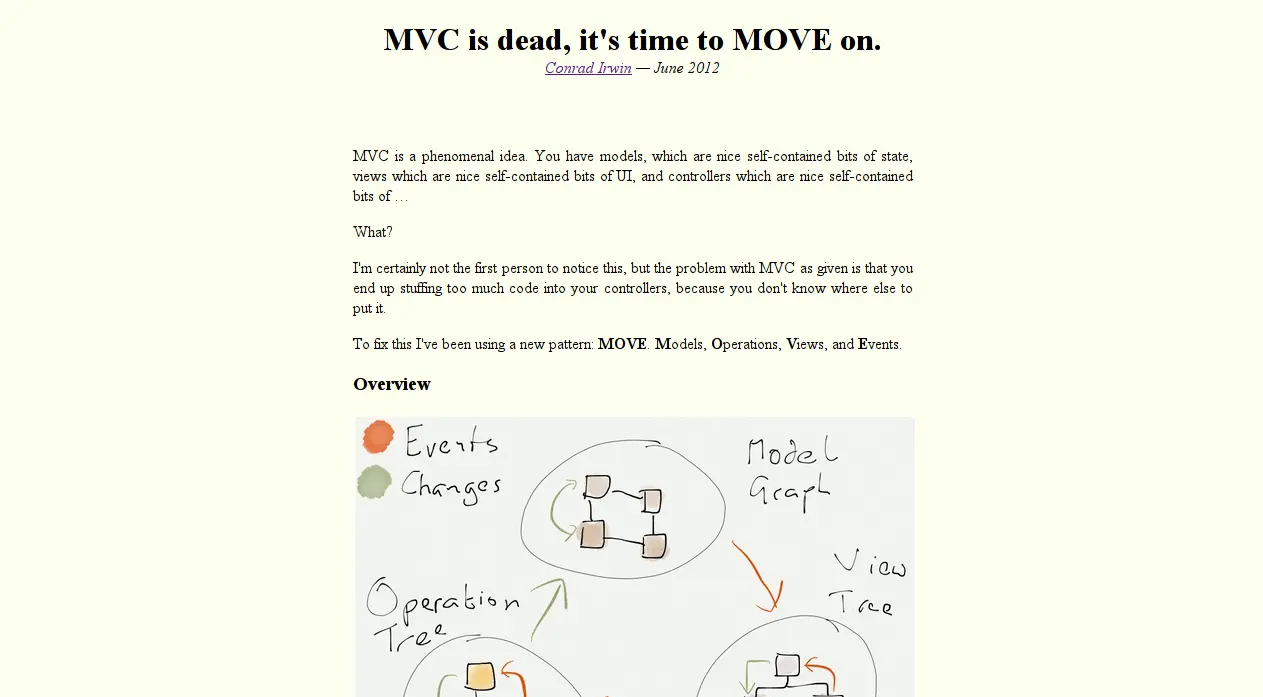 MVC is dead, it's time to MOVE on.
Conrad Irwin — June 2012
MVC is a phenomenal idea. You have models, which are nice self-contained bits of state,
views which are nice self-contained bits of UI, and controllers which are nice self-contained
bits of …
What?
I'm certainly not the first person to notice this, but the problem with MVC as given is that you
end up stuffing too much code into your controllers, because you don't know where else to
put it.
To fix this I've been using a new pattern: MOVE. Models, Operations, Views, and Events.
Overview
Events
Changes
Model
Graph
View
Tree
Operation
Tree